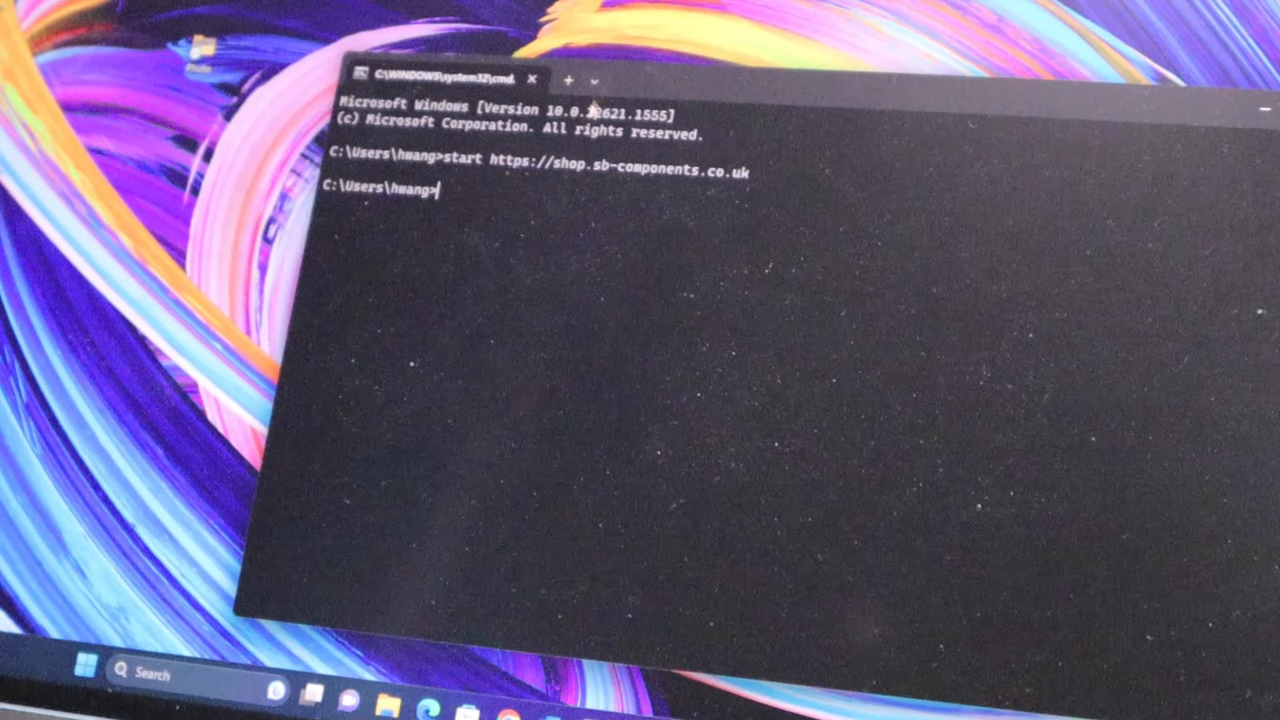 C:\WINDOWS\system32\cmd.
Microsoft Windows [Version 10.0.22621.1555]
(c) Microsoft Corporation. All rights reserved.
C:\Users\hwang>start https://shop.sb-components.co.uk
C:\Users\hwang>
Search